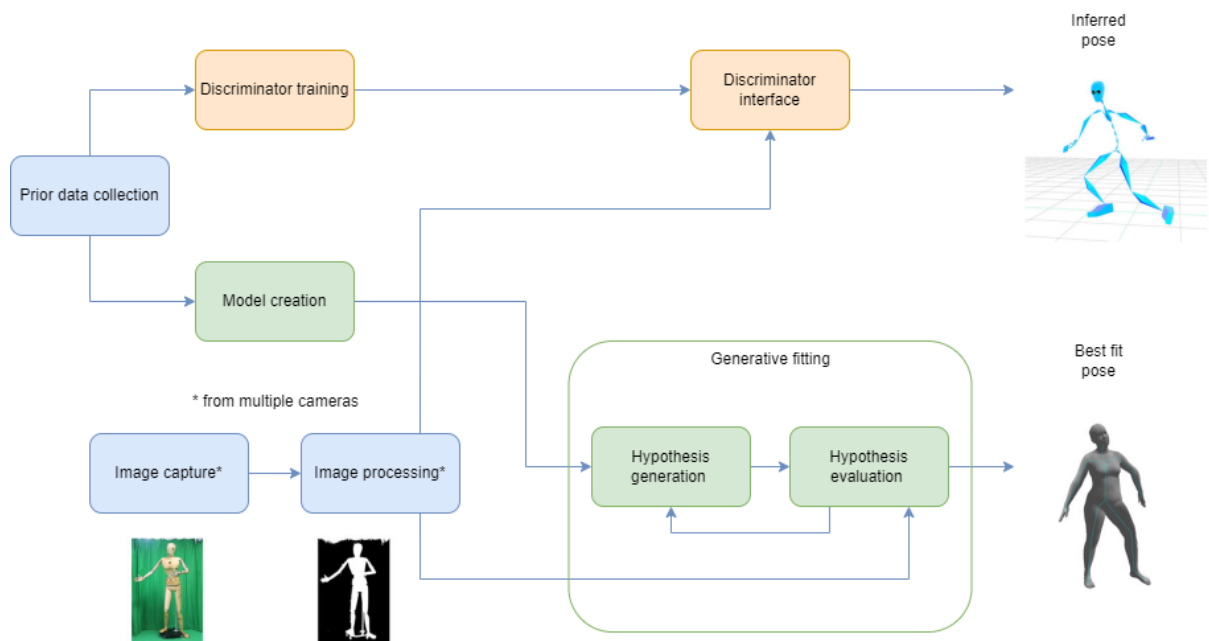 Inferred
pose
Discriminator training
Discriminator
interface
Prior data collection
Model creation
Generative fitting
Best fit
pose
* from multiple cameras
Image capture*
Image processing*
Hypothesis
generation
Hypothesis
evaluation